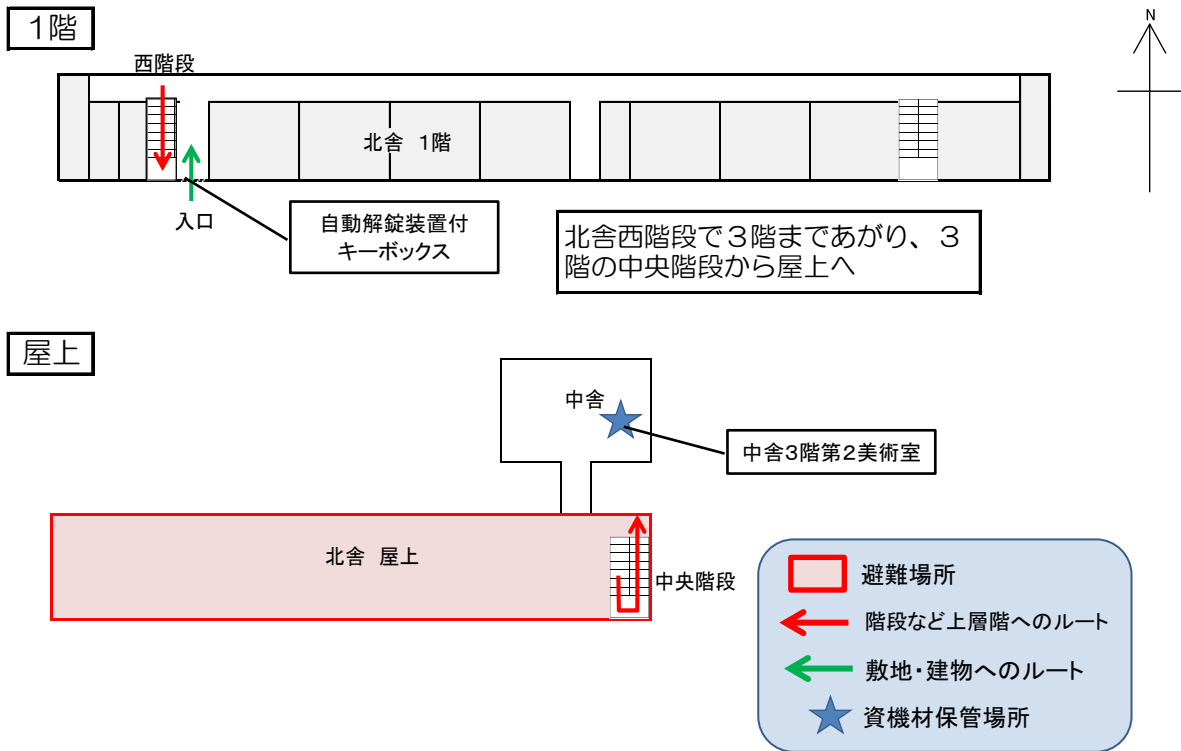 1階
N
西階段
北舎 1階
入口
自動解錠装置付
キーボックス
北舎西階段で3階まであがり、3
階の中央階段から屋上へ
屋上
中舎
中舎3階第2美術室
北舎 屋上
中央階段
避難場所
階段など上層階へのルート
敷地・建物へのルート
資機材保管場所